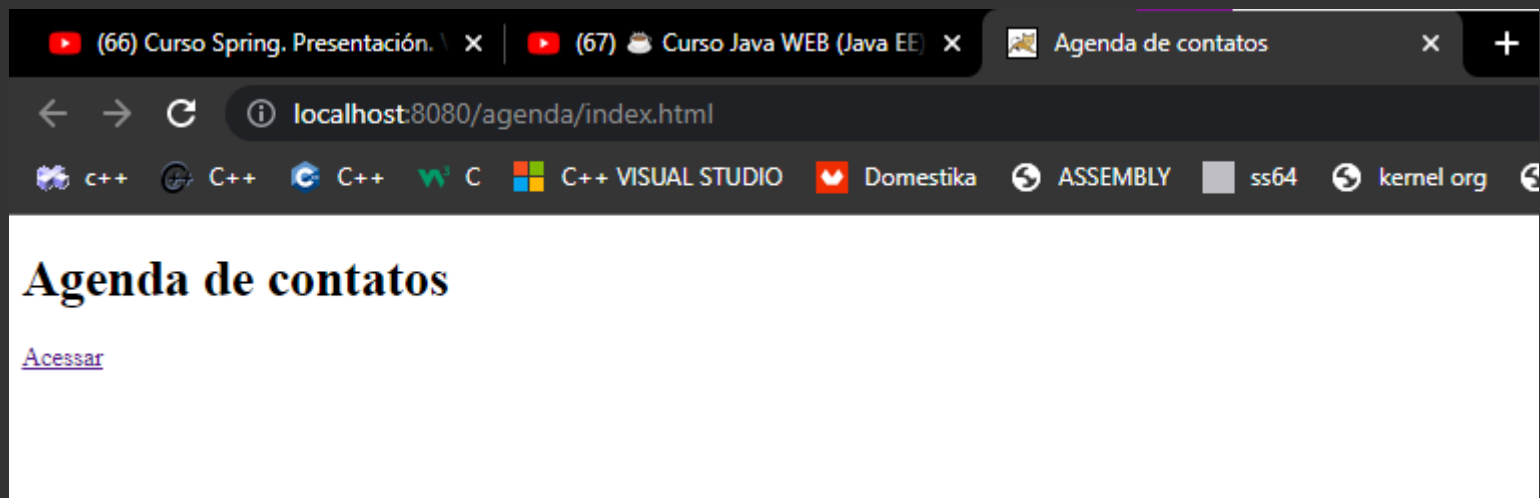 (66) Curso Spring. Presentación. \ (67) ☕ Curso Java WEB (Java EE) Agenda de contatos
localhost:8080/agenda/index.html
c++ C++ C++ C C++ VISUAL STUDIO Domestika ASSEMBLY ss64 kernel org
Agenda de contatos
Acessar